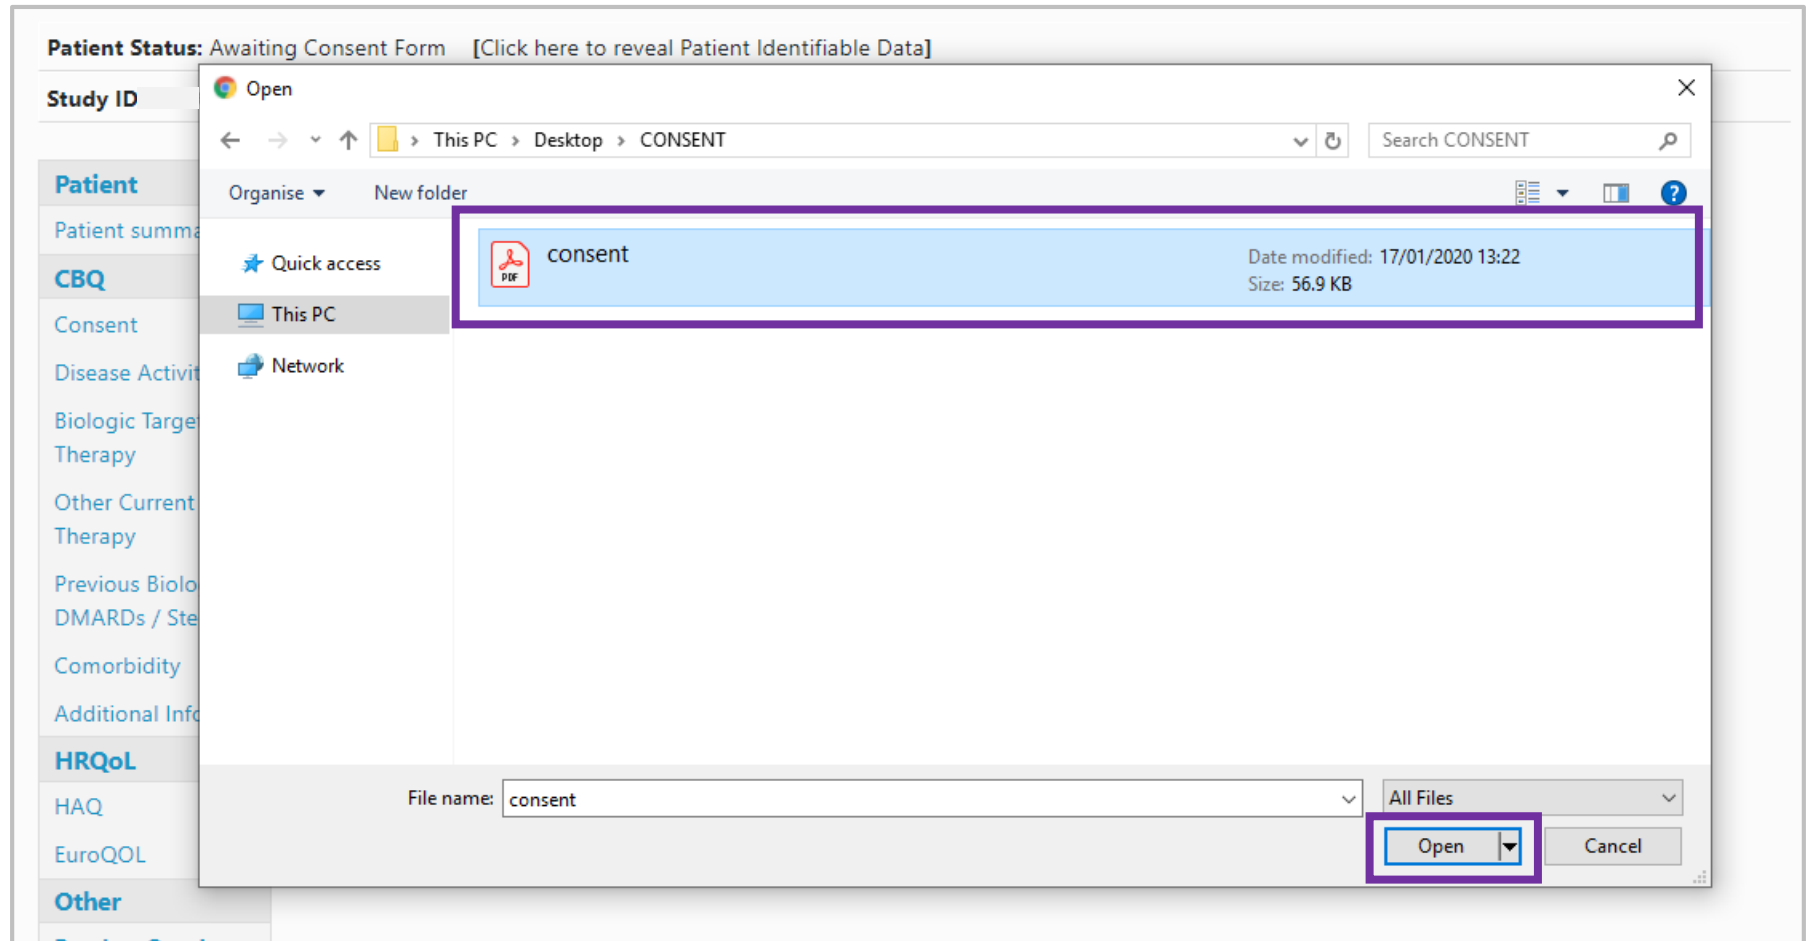 Patient Status: Awaiting Consent Form [Click here to reveal Patient Identifiable Data]
Study ID
Open
This PC > Desktop > CONSENT
Search CONSENT
Organise
New folder
Quick access
This PC
Network
PDF
consent
Date modified: 17/01/2020 13:22
Size: 56.9 KB
File name: consent
All Files
Open
Cancel
Patient
Patient summa
CBQ
Consent
Disease Activit
Biologic Targe
Therapy
Other Current
Therapy
Previous Biolo
DMARDs / Ste
Comorbidity
Additional Info
HRQoL
HAQ
EuroQOL
Other